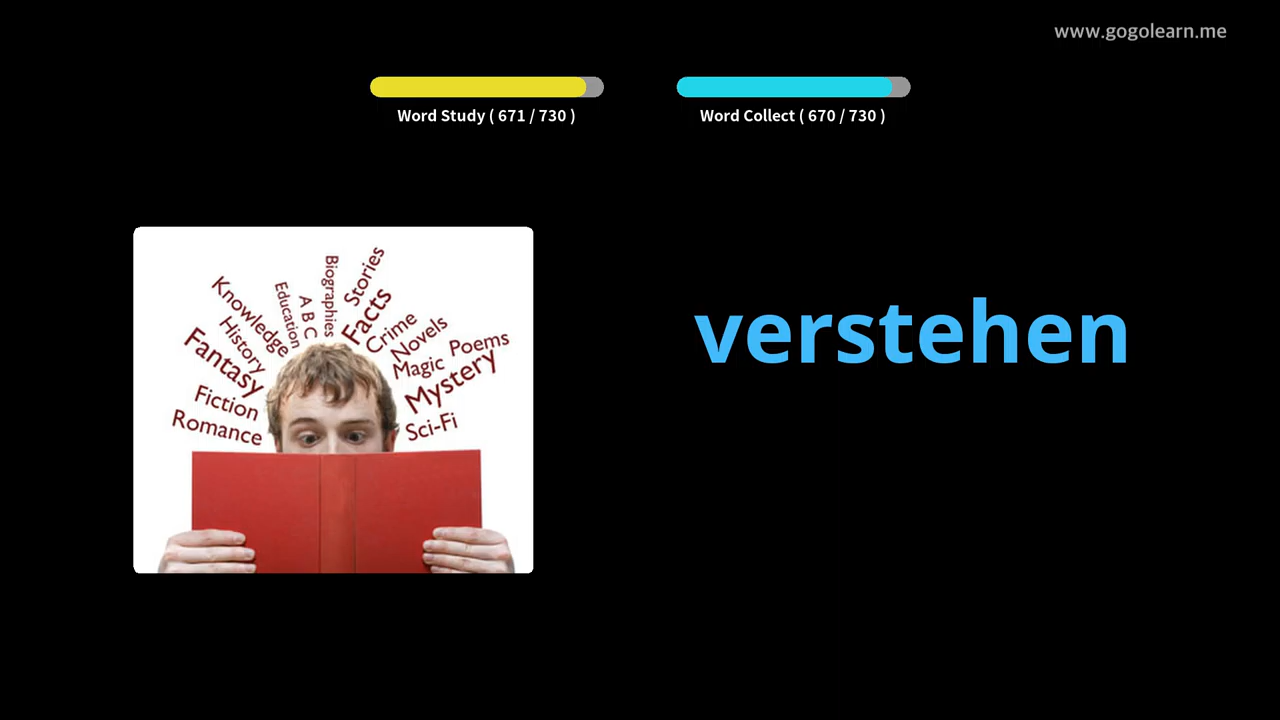 www.gogolearn.me
Word Study ( 671 / 730 )
Word Collect ( 670 / 730 )
verstehen
Romance
Fiction
Fantasy
History
Knowledge
Education
A B C
Biographies
Stories
Facts
Crime
Novels
Magic
Poems
Mystery
Sci-Fi